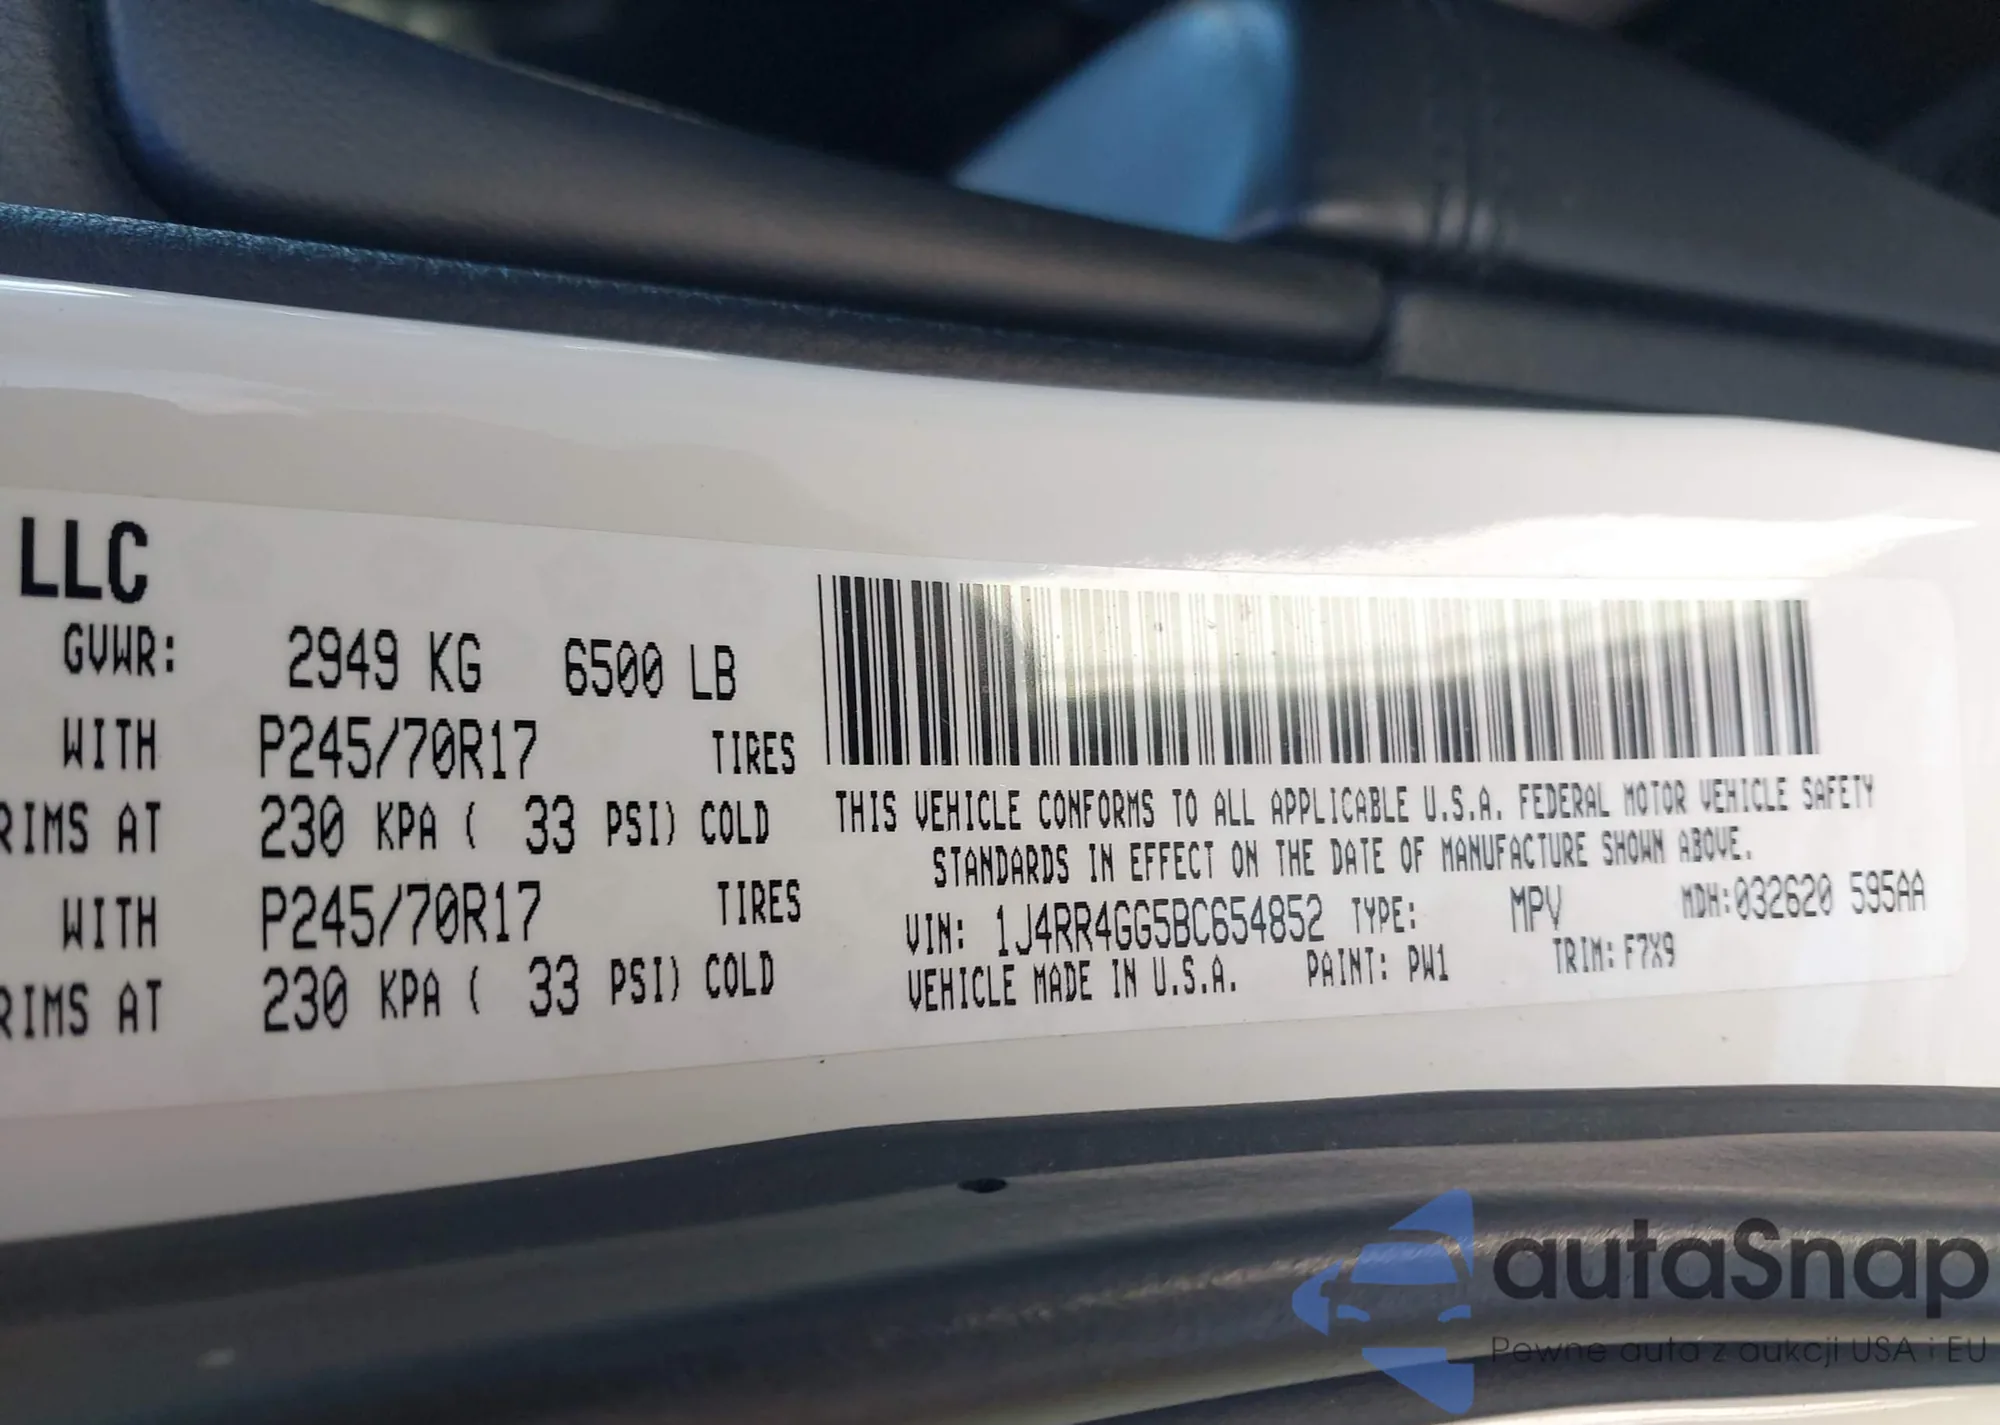 LLC
GVWR: 2949 KG 6500 LB
WITH P245/70R17 TIRES
RIMS AT 230 KPA ( 33 PSI) COLD
WITH P245/70R17 TIRES
RIMS AT 230 KPA ( 33 PSI) COLD
THIS VEHICLE CONFORMS TO ALL APPLICABLE U.S.A. FEDERAL MOTOR VEHICLE SAFETY
STANDARDS IN EFFECT ON THE DATE OF MANUFACTURE SHOWN ABOVE.
VIN: 1J4RR4GG5BC654852 TYPE: MPV MDH:032620 595AA
VEHICLE MADE IN U.S.A. PAINT: PW1 TRIM: F7X9
autaSnap
Pewne auta z aukcji USA i EU